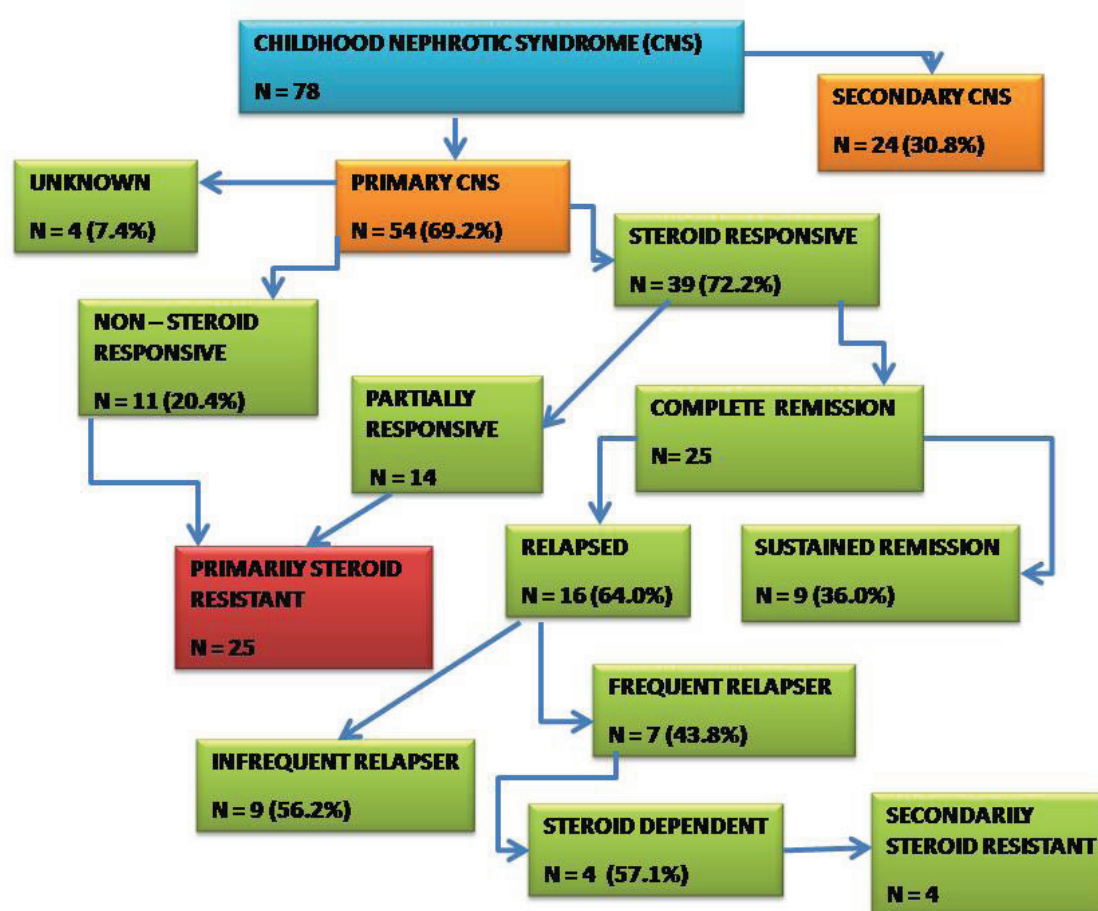 CHILDHOOD NEPHROTIC SYNDROME (CNS)
N = 78
SECONDARY CNS
N = 24 (30.8%)
UNKNOWN
N = 4 (7.4%)
PRIMARY CNS
N = 54 (69.2%)
STEROID RESPONSIVE
N = 39 (72.2%)
NON – STEROID
RESPONSIVE
N = 11 (20.4%)
PARTIALLY
RESPONSIVE
N = 14
COMPLETE REMISSION
N= 25
PRIMARILY STEROID
RESISTANT
N = 25
RELAPSED
N = 16 (64.0%)
SUSTAINED REMISSION
N = 9 (36.0%)
FREQUENT RELAPSER
N = 7 (43.8%)
INFREQUENT RELAPSER
N = 9 (56.2%)
STEROID DEPENDENT
N = 4 (57.1%)
SECONDARILY
STEROID RESISTANT
N = 4